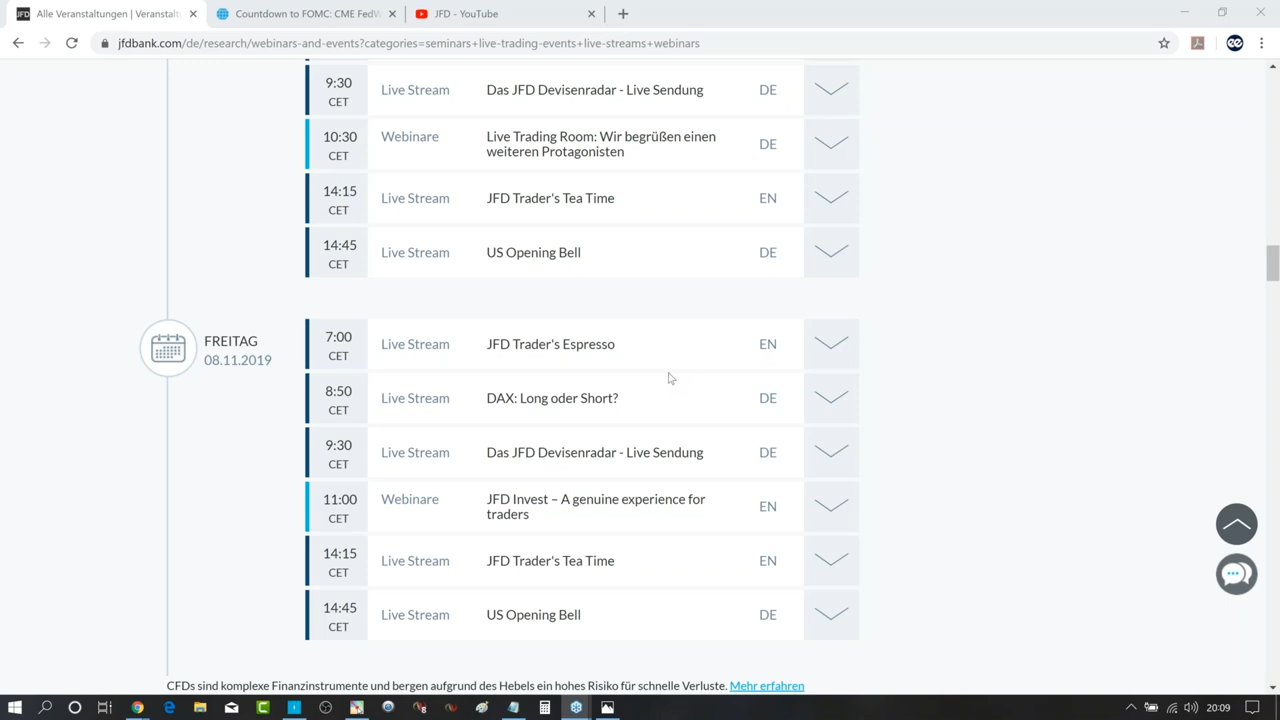 JFD Alle Veranstaltungen | Veranstalt
Countdown to FOMC: CME FedW
JFD - YouTube
jfdbank.com/de/research/webinars-and-events?categories=seminars+live-trading-events+live-streams+webinars
9:30 CET Live Stream Das JFD Devisenradar - Live Sendung DE
10:30 CET Webinare Live Trading Room: Wir begrüßen einen
weiteren Protagonisten DE
14:15 CET Live Stream JFD Trader's Tea Time EN
14:45 CET Live Stream US Opening Bell DE
FREITAG
08.11.2019
7:00 CET Live Stream JFD Trader's Espresso EN
8:50 CET Live Stream DAX: Long oder Short? DE
9:30 CET Live Stream Das JFD Devisenradar - Live Sendung DE
11:00 CET Webinare JFD Invest – A genuine experience for
traders EN
14:15 CET Live Stream JFD Trader's Tea Time EN
14:45 CET Live Stream US Opening Bell DE
CFDs sind komplexe Finanzinstrumente und bergen aufgrund des Hebels ein hohes Risiko für schnelle Verluste. Mehr erfahren
20:09